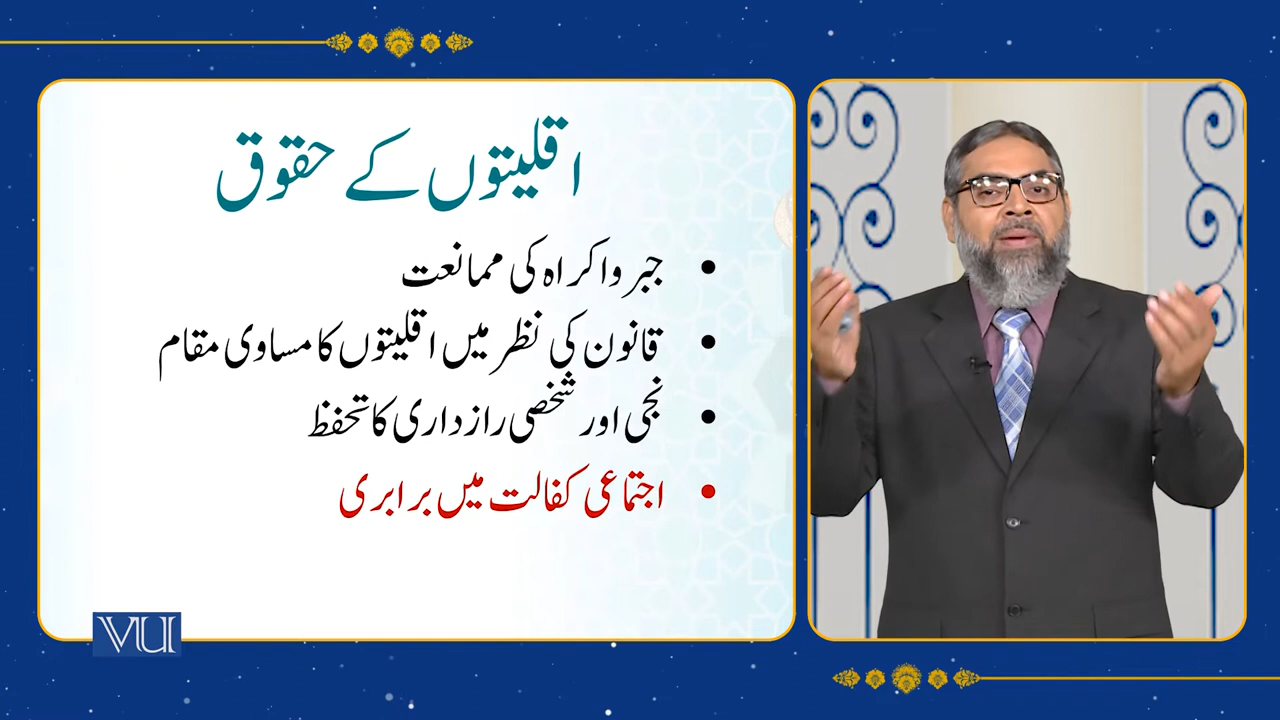 اقلیتوں کے حقوق
• جبر و اکراہ کی ممانعت
• قانون کی نظر میں اقلیتوں کا مساوی مقام
• نجی اور شخصی رازداری کا تحفظ
• اجتماعی کفالت میں برابری
VU